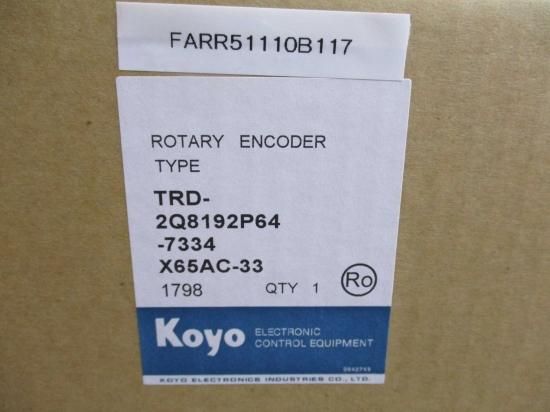 FARR51110B117
ROTARY ENCODER
TYPE
TRD-
2Q8192P64
-7334
X65AC-33
1798 QTY 1 Ro
Koyo ELECTRONIC
CONTROL EQUIPMENT
KOYO ELECTRONICS INDUSTRIES CO., LTD.